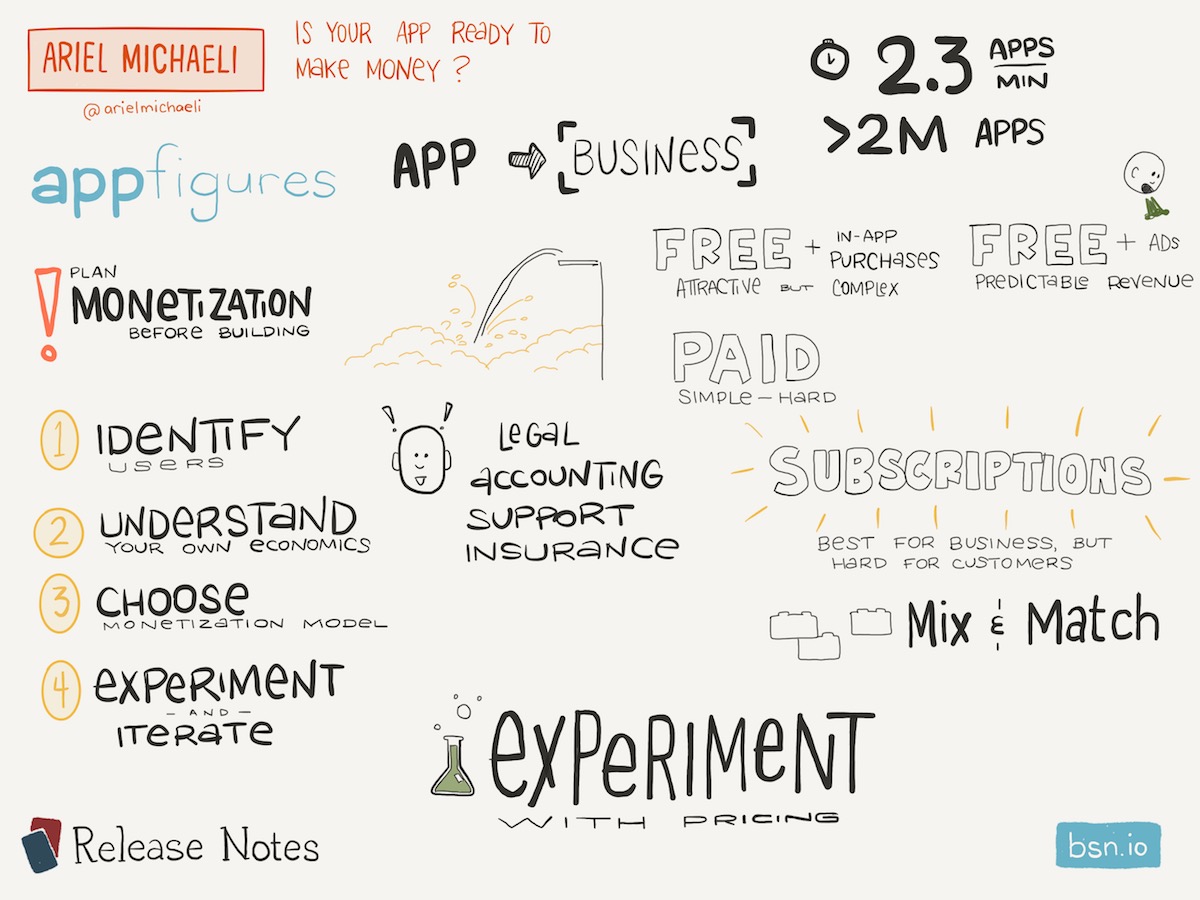 ARIEL MICHAELI
@arielmichaeli
IS YOUR APP READY TO
MAKE MONEY ?
2.3 APPS
MIN
>2M APPS
appfigures
APP
BUSINESS
! PLAN
MONETIZATION
BEFORE BUILDING
FREE + IN-APP
PURCHASES
ATTRACTIVE BUT COMPLEX
FREE + ADS
PREDICTABLE REVENUE
PAID
SIMPLE – HARD
1 IDENTIFY
USERS
2 UNDERSTAND
YOUR OWN ECONOMICS
3 CHOOSE
MONETIZATION MODEL
4 EXPERIMENT
– AND –
ITERATE
! !
LEGAL
ACCOUNTING
SUPPORT
INSURANCE
SUBSCRIPTIONS
BEST FOR BUSINESS, BUT
HARD FOR CUSTOMERS
Mix & Match
EXPERIMENT
WITH PRICING
Release Notes
bsn.io